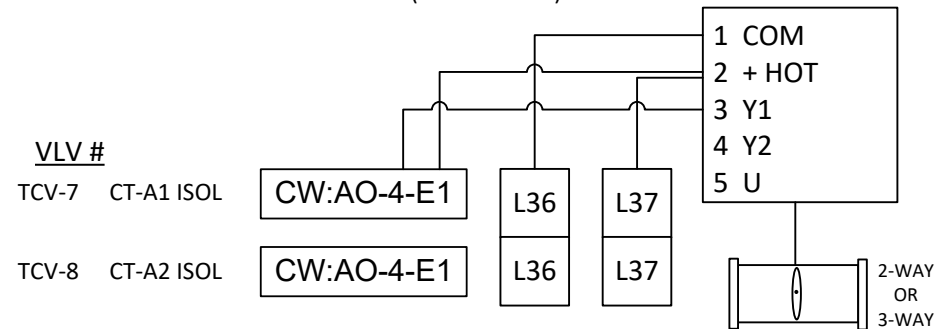 1 COM
2 + HOT
3 Y1
4 Y2
5 U
VLV #
TCV-7 CT-A1 ISOL CW:AO-4-E1 L36 L37
TCV-8 CT-A2 ISOL CW:AO-4-E1 L36 L37
2-WAY
OR
3-WAY